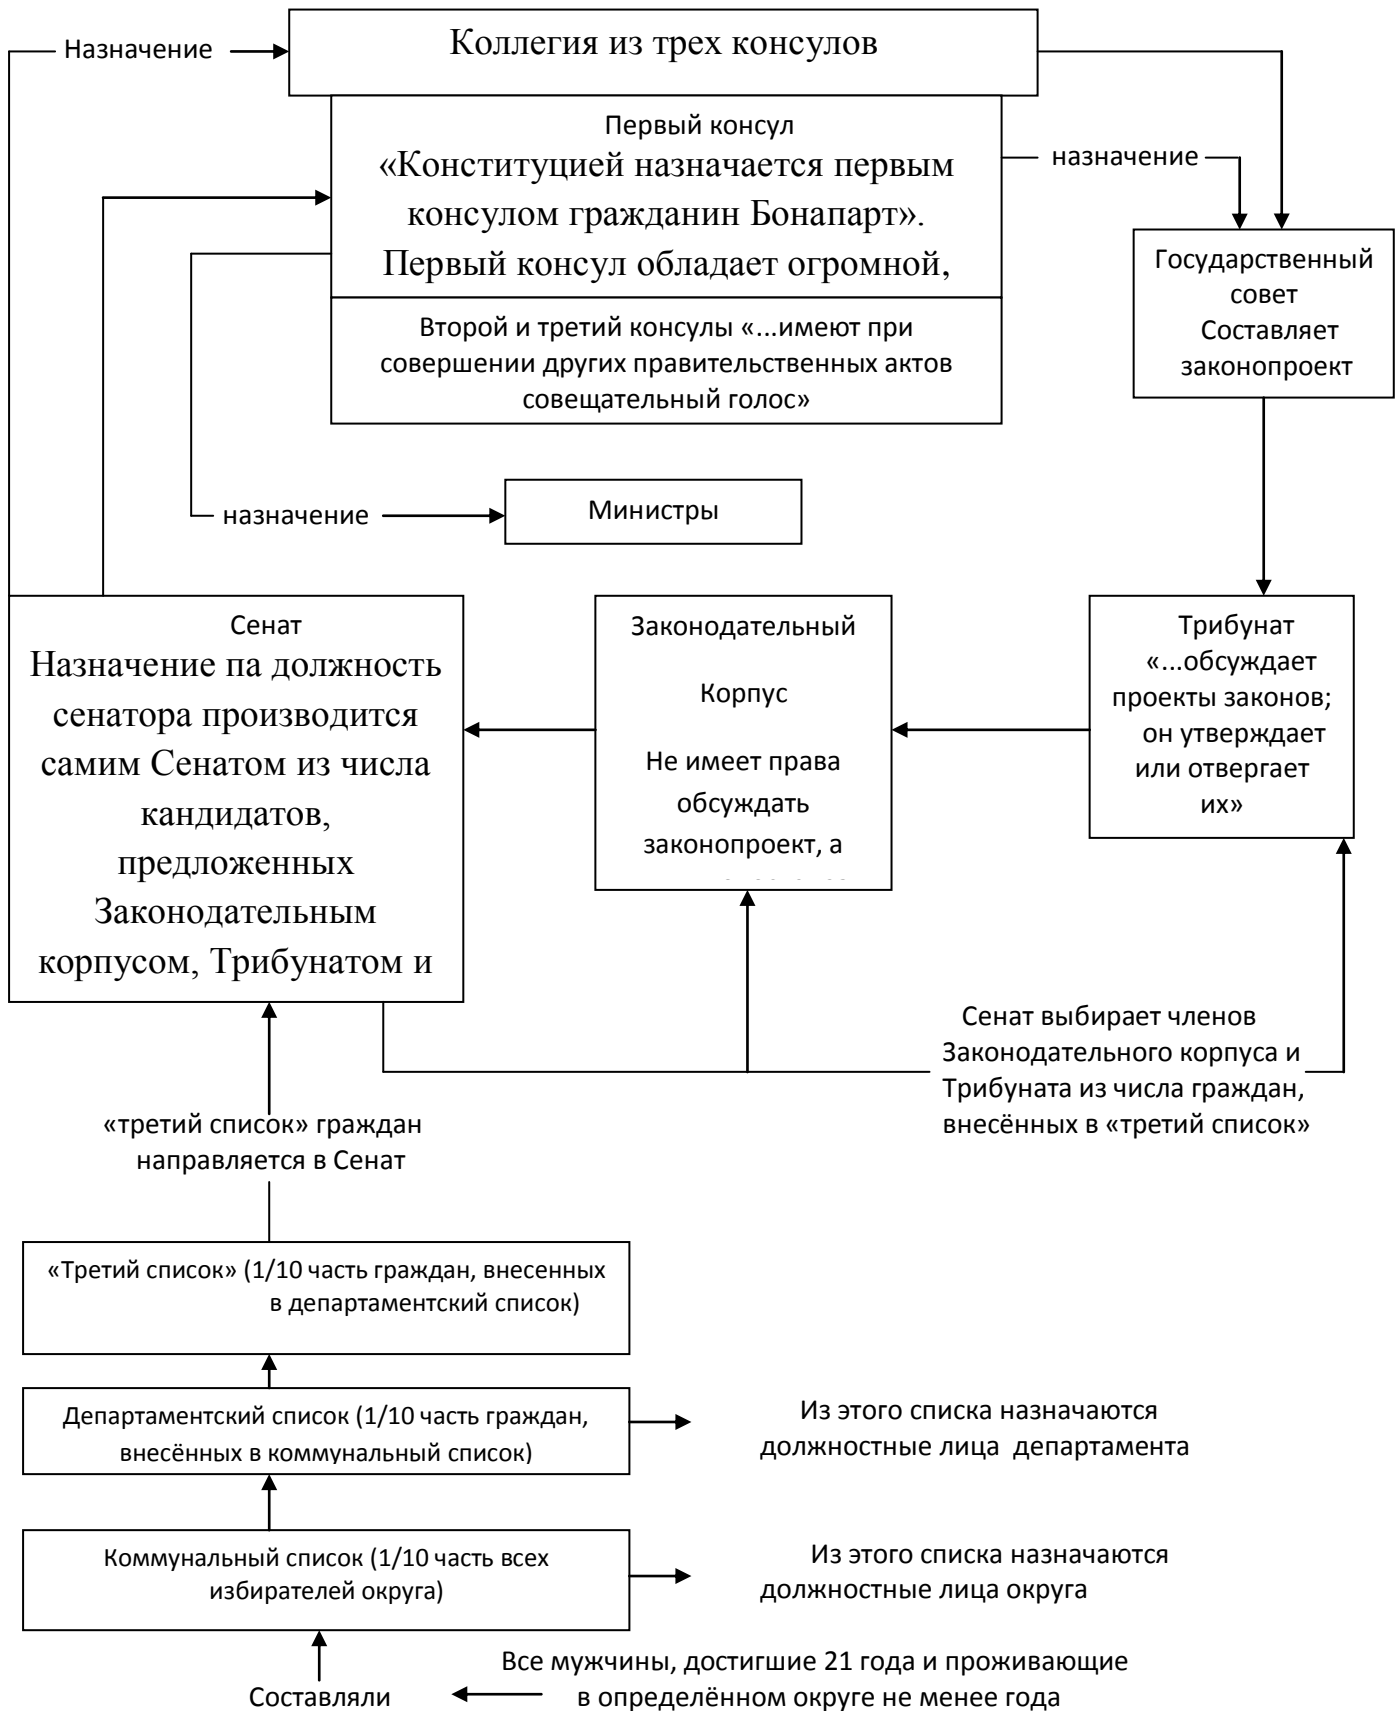 Назначение
Коллегия из трех консулов
Первый консул
«Конституцией назначается первым
консулом гражданин Бонапарт».
Первый консул обладает огромной,
назначение
Государственный
совет
Составляет
законопроект
Второй и третий консулы «...имеют при
совершении других правительственных актов
совещательный голос»
назначение
Министры
Сенат
Назначение па должность
сенатора производится
самим Сенатом из числа
кандидатов,
предложенных
Законодательным
корпусом, Трибунатом и
Законодательный
Корпус
Не имеет права
обсуждать
законопроект, а
Трибунат
«...обсуждает
проекты законов;
он утверждает
или отвергает
их»
Сенат выбирает членов
Законодательного корпуса и
Трибуната из числа граждан,
внесённых в «третий список»
«третий список» граждан
направляется в Сенат
«Третий список» (1/10 часть граждан, внесенных
в департаментский список)
Департаментский список (1/10 часть граждан,
внесённых в коммунальный список)
Из этого списка назначаются
должностные лица департамента
Коммунальный список (1/10 часть всех
избирателей округа)
Из этого списка назначаются
должностные лица округа
Все мужчины, достигшие 21 года и проживающие
в определённом округе не менее года
Составляли